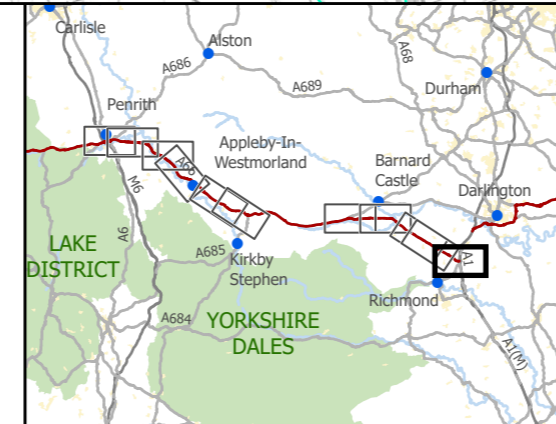 Carlisle
Alston
A686
A68
A689
Durham
Penrith
Appleby-In-
Westmorland
A66
Barnard
Castle
Darlington
M6
A6
LAKE
DISTRICT
A685
Kirkby
Stephen
A1
Richmond
A684
YORKSHIRE
DALES
A1(M)